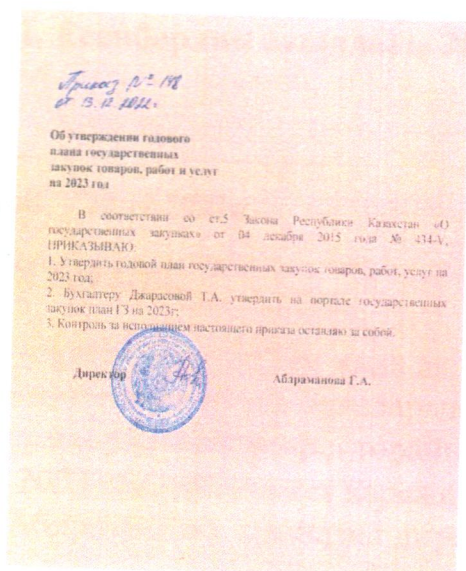 Приказ № 198
от 13.12.2022г
Об утверждении годового
плана государственных
закупок товаров, работ и услуг
на 2023 год
В соответствии со ст.5 Закона Республики Казахстан «О
государственных закупках» от 04 декабря 2015 года № 434-V,
ПРИКАЗЫВАЮ:
1. Утвердить годовой план государственных закупок товаров, работ, услуг на
2023 год;
2. Бухгалтеру Джарасовой Т.А. утвердить на портале государственных
закупок план ГЗ на 2023г;
3. Контроль за исполнением настоящего приказа оставляю за собой.
Директор
Абзраманова Г.А.